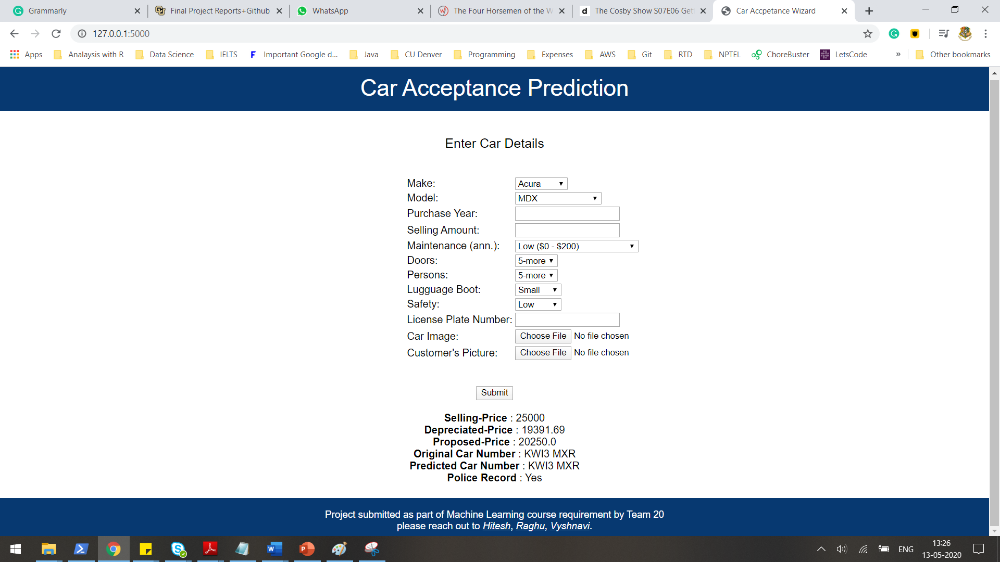 Grammarly
Final Project Reports+Github
WhatsApp
The Four Horsemen of the W
The Cosby Show S07E06 Get
Car Accpetance Wizard
127.0.0.1:5000
Apps
Analaysis with R
Data Science
IELTS
Important Google d...
Java
CU Denver
Programming
Expenses
AWS
Git
RTD
NPTEL
ChoreBuster
LetsCode
»
Other bookmarks
Car Acceptance Prediction
Enter Car Details
Make: Acura
Model: MDX
Purchase Year:
Selling Amount:
Maintenance (ann.): Low ($0 - $200)
Doors: 5-more
Persons: 5-more
Lugguage Boot: Small
Safety: Low
License Plate Number:
Car Image: Choose File No file chosen
Customer's Picture: Choose File No file chosen
Submit
Selling-Price : 25000
Depreciated-Price : 19391.69
Proposed-Price : 20250.0
Original Car Number : KWI3 MXR
Predicted Car Number : KWI3 MXR
Police Record : Yes
Project submitted as part of Machine Learning course requirement by Team 20
please reach out to Hitesh, Raghu, Vyshnavi.
ENG
13:26
13-05-2020